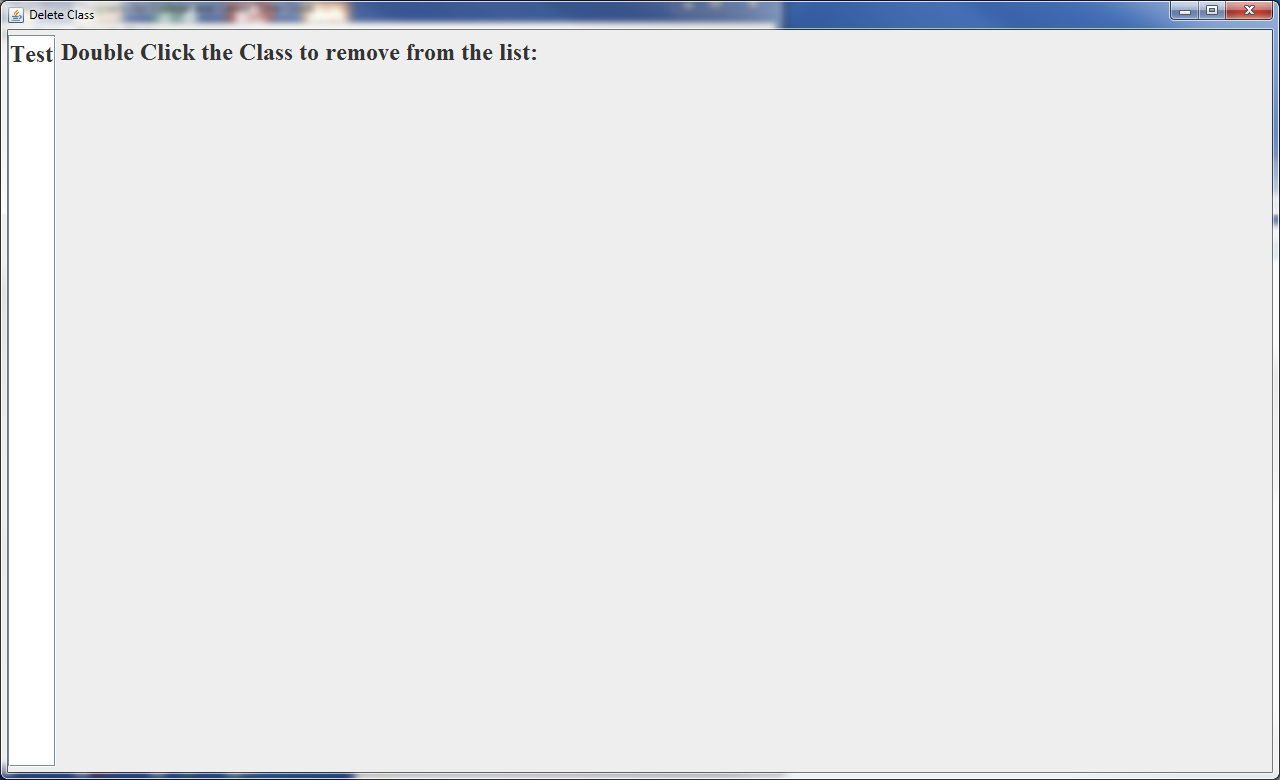 Delete Class
Test
Double Click the Class to remove from the list: